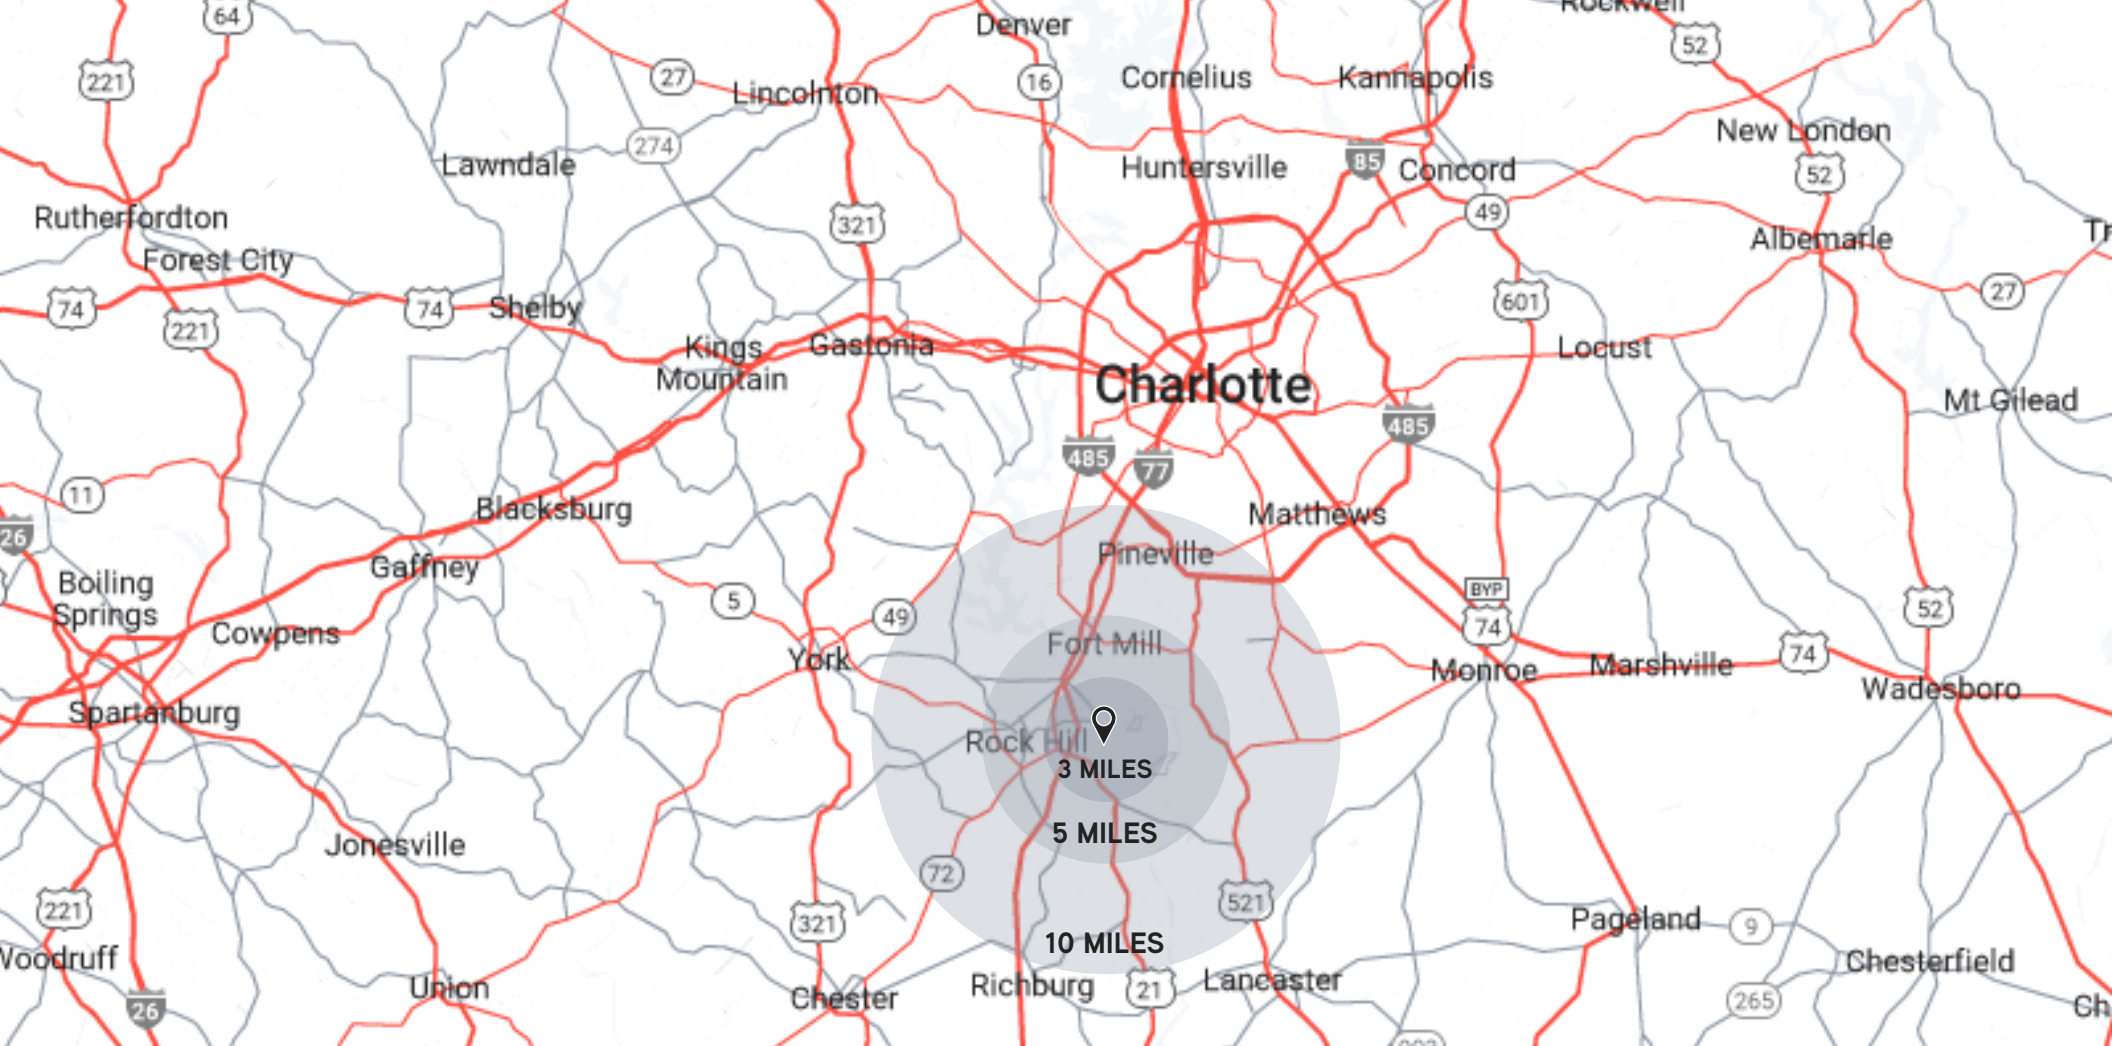 Rockwell
64
Denver
52
221
27
16
Cornelius
Kannapolis
Lincolnton
New London
274
85
Lawndale
Huntersville
Concord
52
Rutherfordton
321
49
Albemarle
Tr
Forest City
74
74
Shelby
221
601
27
Kings
Mountain
Gastonia
Locust
Charlotte
Mt Gilead
485
485
77
11
Blacksburg
Matthews
26
Pineville
Gaffney
Boiling
Springs
BYP
74
5
49
52
Cowpens
Fort Mill
York
Monroe
Marshville
74
Wadesboro
Spartanburg
Rock Hill
3 MILES
5 MILES
Jonesville
72
221
321
521
Pageland
9
10 MILES
Woodruff
Chesterfield
Union
Chester
Richburg
21
Lancaster
265
Ch
26